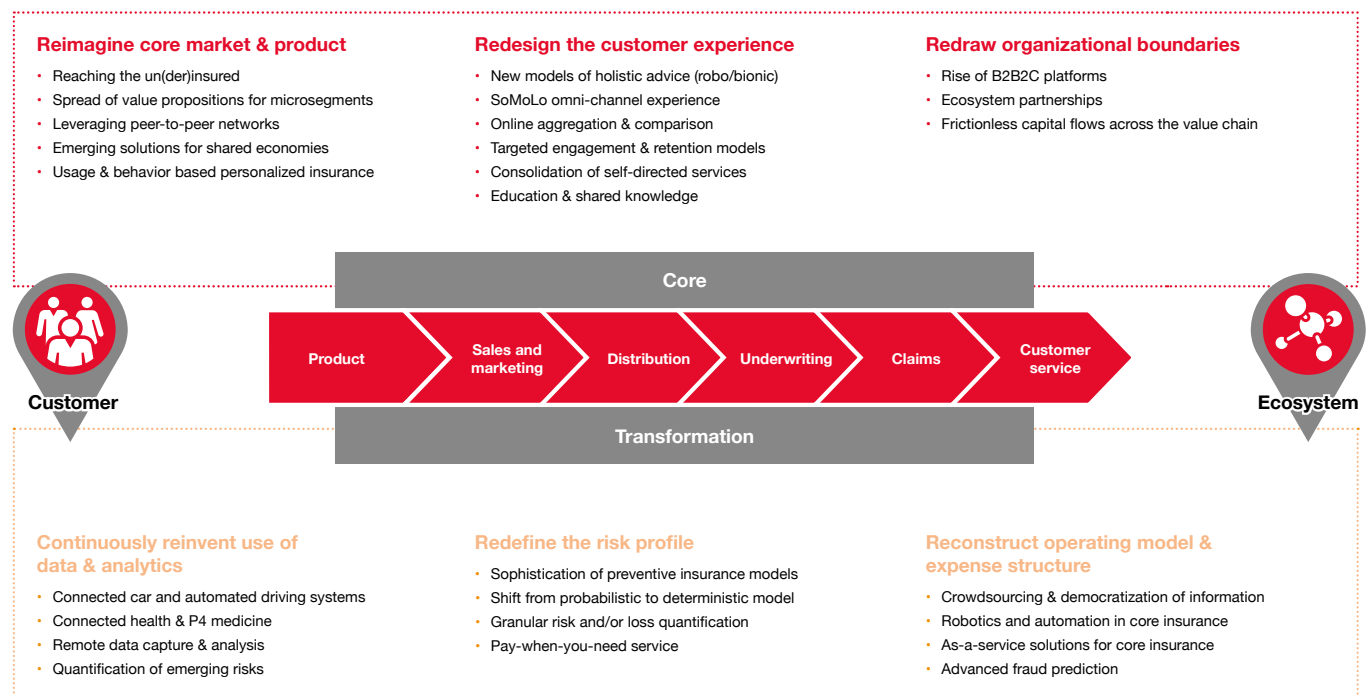 Reimagine core market & product
• Reaching the un(der)insured
• Spread of value propositions for microsegments
• Leveraging peer-to-peer networks
• Emerging solutions for shared economies
• Usage & behavior based personalized insurance
Redesign the customer experience
• New models of holistic advice (robo/bionic)
• SoMoLo omni-channel experience
• Online aggregation & comparison
• Targeted engagement & retention models
• Consolidation of self-directed services
• Education & shared knowledge
Redraw organizational boundaries
• Rise of B2B2C platforms
• Ecosystem partnerships
• Frictionless capital flows across the value chain
Core
Customer
Product
Sales and
marketing
Distribution
Underwriting
Claims
Customer
service
Ecosystem
Transformation
Continuously reinvent use of
data & analytics
• Connected car and automated driving systems
• Connected health & P4 medicine
• Remote data capture & analysis
• Quantification of emerging risks
Redefine the risk profile
• Sophistication of preventive insurance models
• Shift from probabilistic to deterministic model
• Granular risk and/or loss quantification
• Pay-when-you-need service
Reconstruct operating model &
expense structure
• Crowdsourcing & democratization of information
• Robotics and automation in core insurance
• As-a-service solutions for core insurance
• Advanced fraud prediction